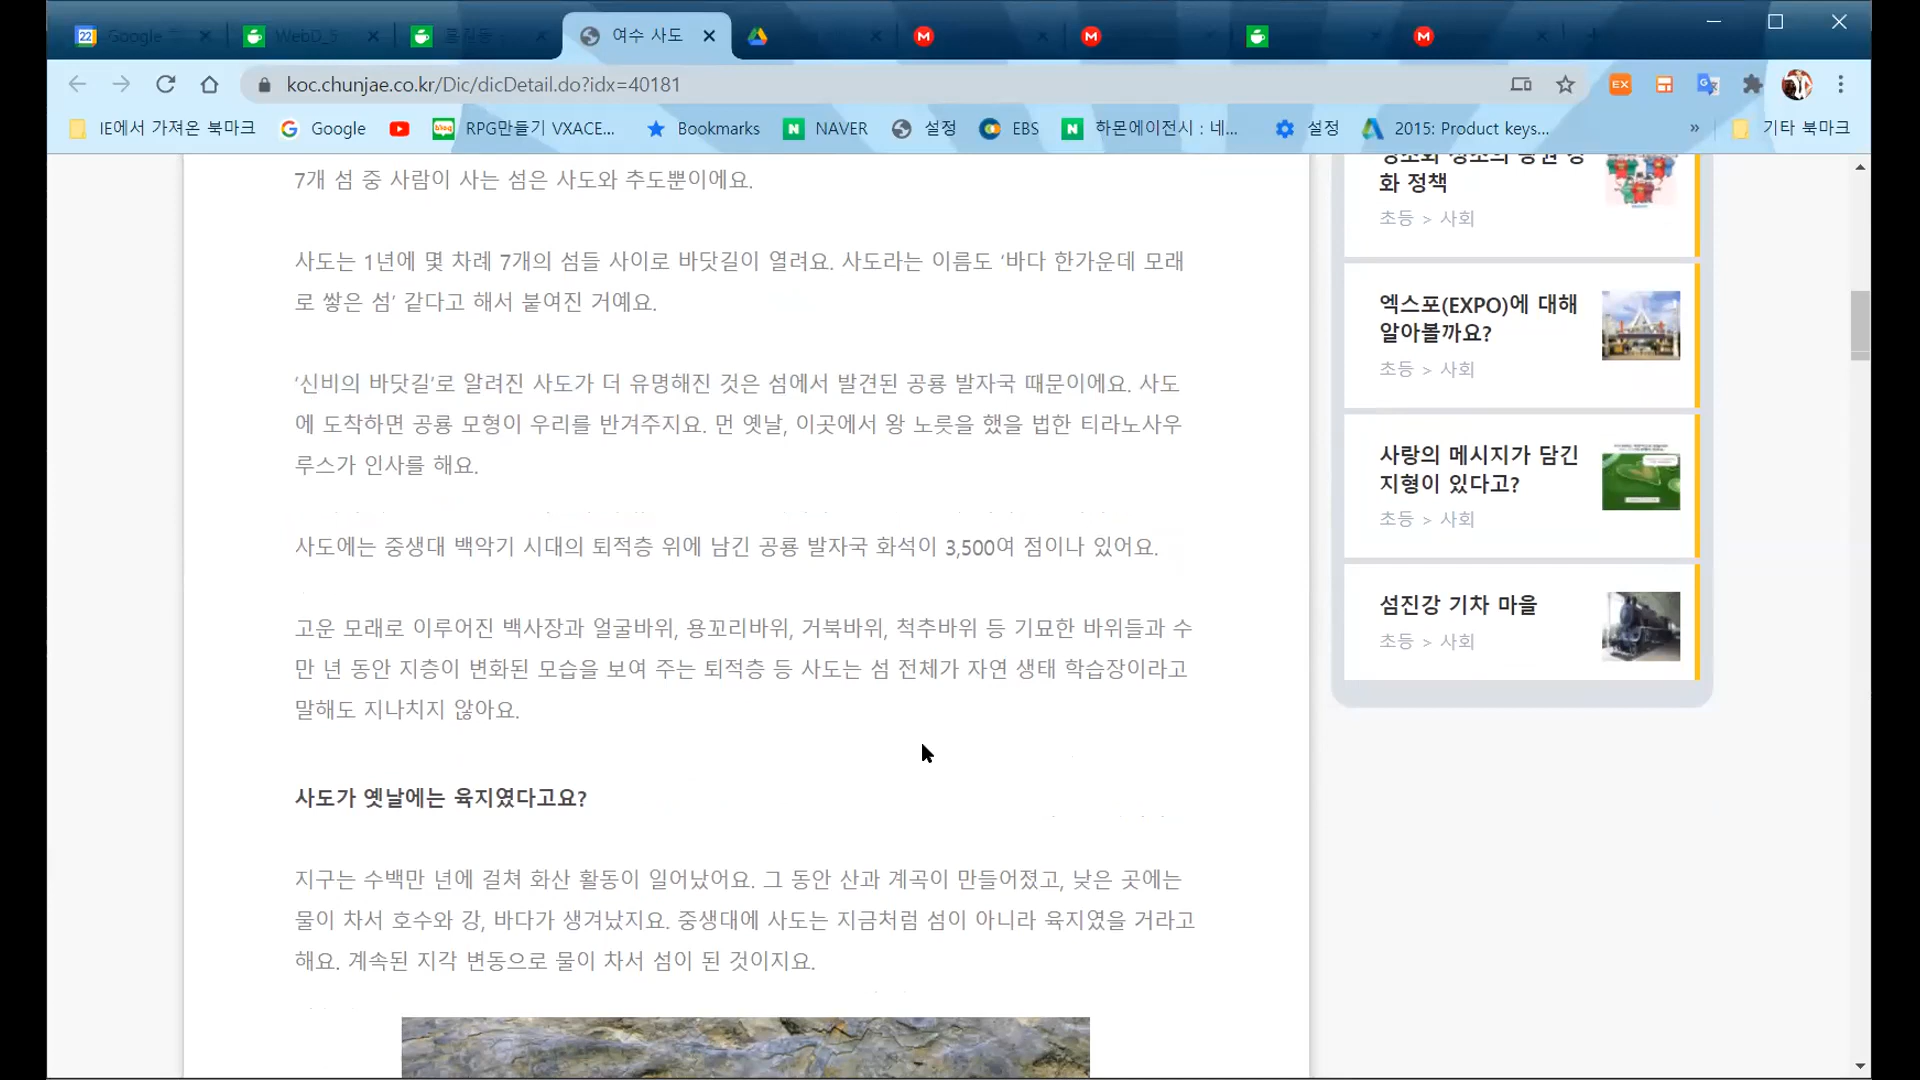 Google
WebD_5
여수 사도
koc.chunjae.co.kr/Dic/dicDetail.do?idx=40181
IE에서 가져온 북마크
Google
RPG만들기 VXACE...
Bookmarks
NAVER
설정
EBS
하몬에이전시 : 네...
설정
2015: Product keys...
»
기타 북마크
7개 섬 중 사람이 사는 섬은 사도와 추도뿐이에요.
사도는 1년에 몇 차례 7개의 섬들 사이로 바닷길이 열려요. 사도라는 이름도 ‘바다 한가운데 모래
로 쌓은 섬’ 같다고 해서 붙여진 거예요.
‘신비의 바닷길’로 알려진 사도가 더 유명해진 것은 섬에서 발견된 공룡 발자국 때문이에요. 사도
에 도착하면 공룡 모형이 우리를 반겨주지요. 먼 옛날, 이곳에서 왕 노릇을 했을 법한 티라노사우
루스가 인사를 해요.
사도에는 중생대 백악기 시대의 퇴적층 위에 남긴 공룡 발자국 화석이 3,500여 점이나 있어요.
고운 모래로 이루어진 백사장과 얼굴바위, 용꼬리바위, 거북바위, 척추바위 등 기묘한 바위들과 수
만 년 동안 지층이 변화된 모습을 보여 주는 퇴적층 등 사도는 섬 전체가 자연 생태 학습장이라고
말해도 지나치지 않아요.
사도가 옛날에는 육지였다고요?
지구는 수백만 년에 걸쳐 화산 활동이 일어났어요. 그 동안 산과 계곡이 만들어졌고, 낮은 곳에는
물이 차서 호수와 강, 바다가 생겨났지요. 중생대에 사도는 지금처럼 섬이 아니라 육지였을 거라고
해요. 계속된 지각 변동으로 물이 차서 섬이 된 것이지요.
화 정책
초등 > 사회
엑스포(EXPO)에 대해
알아볼까요?
초등 > 사회
사랑의 메시지가 담긴
지형이 있다고?
초등 > 사회
섬진강 기차 마을
초등 > 사회